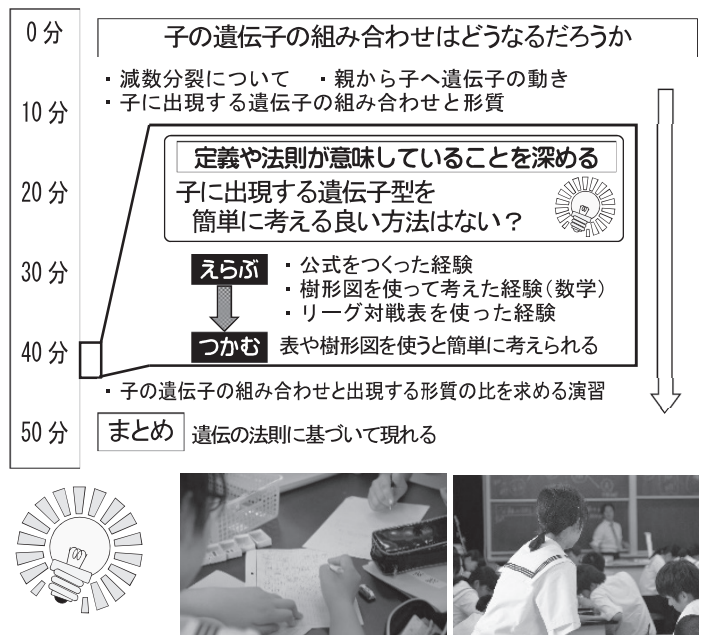 0分
子の遺伝子の組み合わせはどうなるだろうか
・減数分裂について ・親から子へ遺伝子の動き
・子に出現する遺伝子の組み合わせと形質
10分
定義や法則が意味していることを深める
20分
子に出現する遺伝子型を
簡単に考える良い方法はない？
30分
えらぶ
・公式をつくった経験
・樹形図を使って考えた経験（数学）
・リーグ対戦表を使った経験
40分
つかむ
表や樹形図を使うと簡単に考えられる
・子の遺伝子の組み合わせと出現する形質の比を求める演習
50分
まとめ
遺伝の法則に基づいて現れる